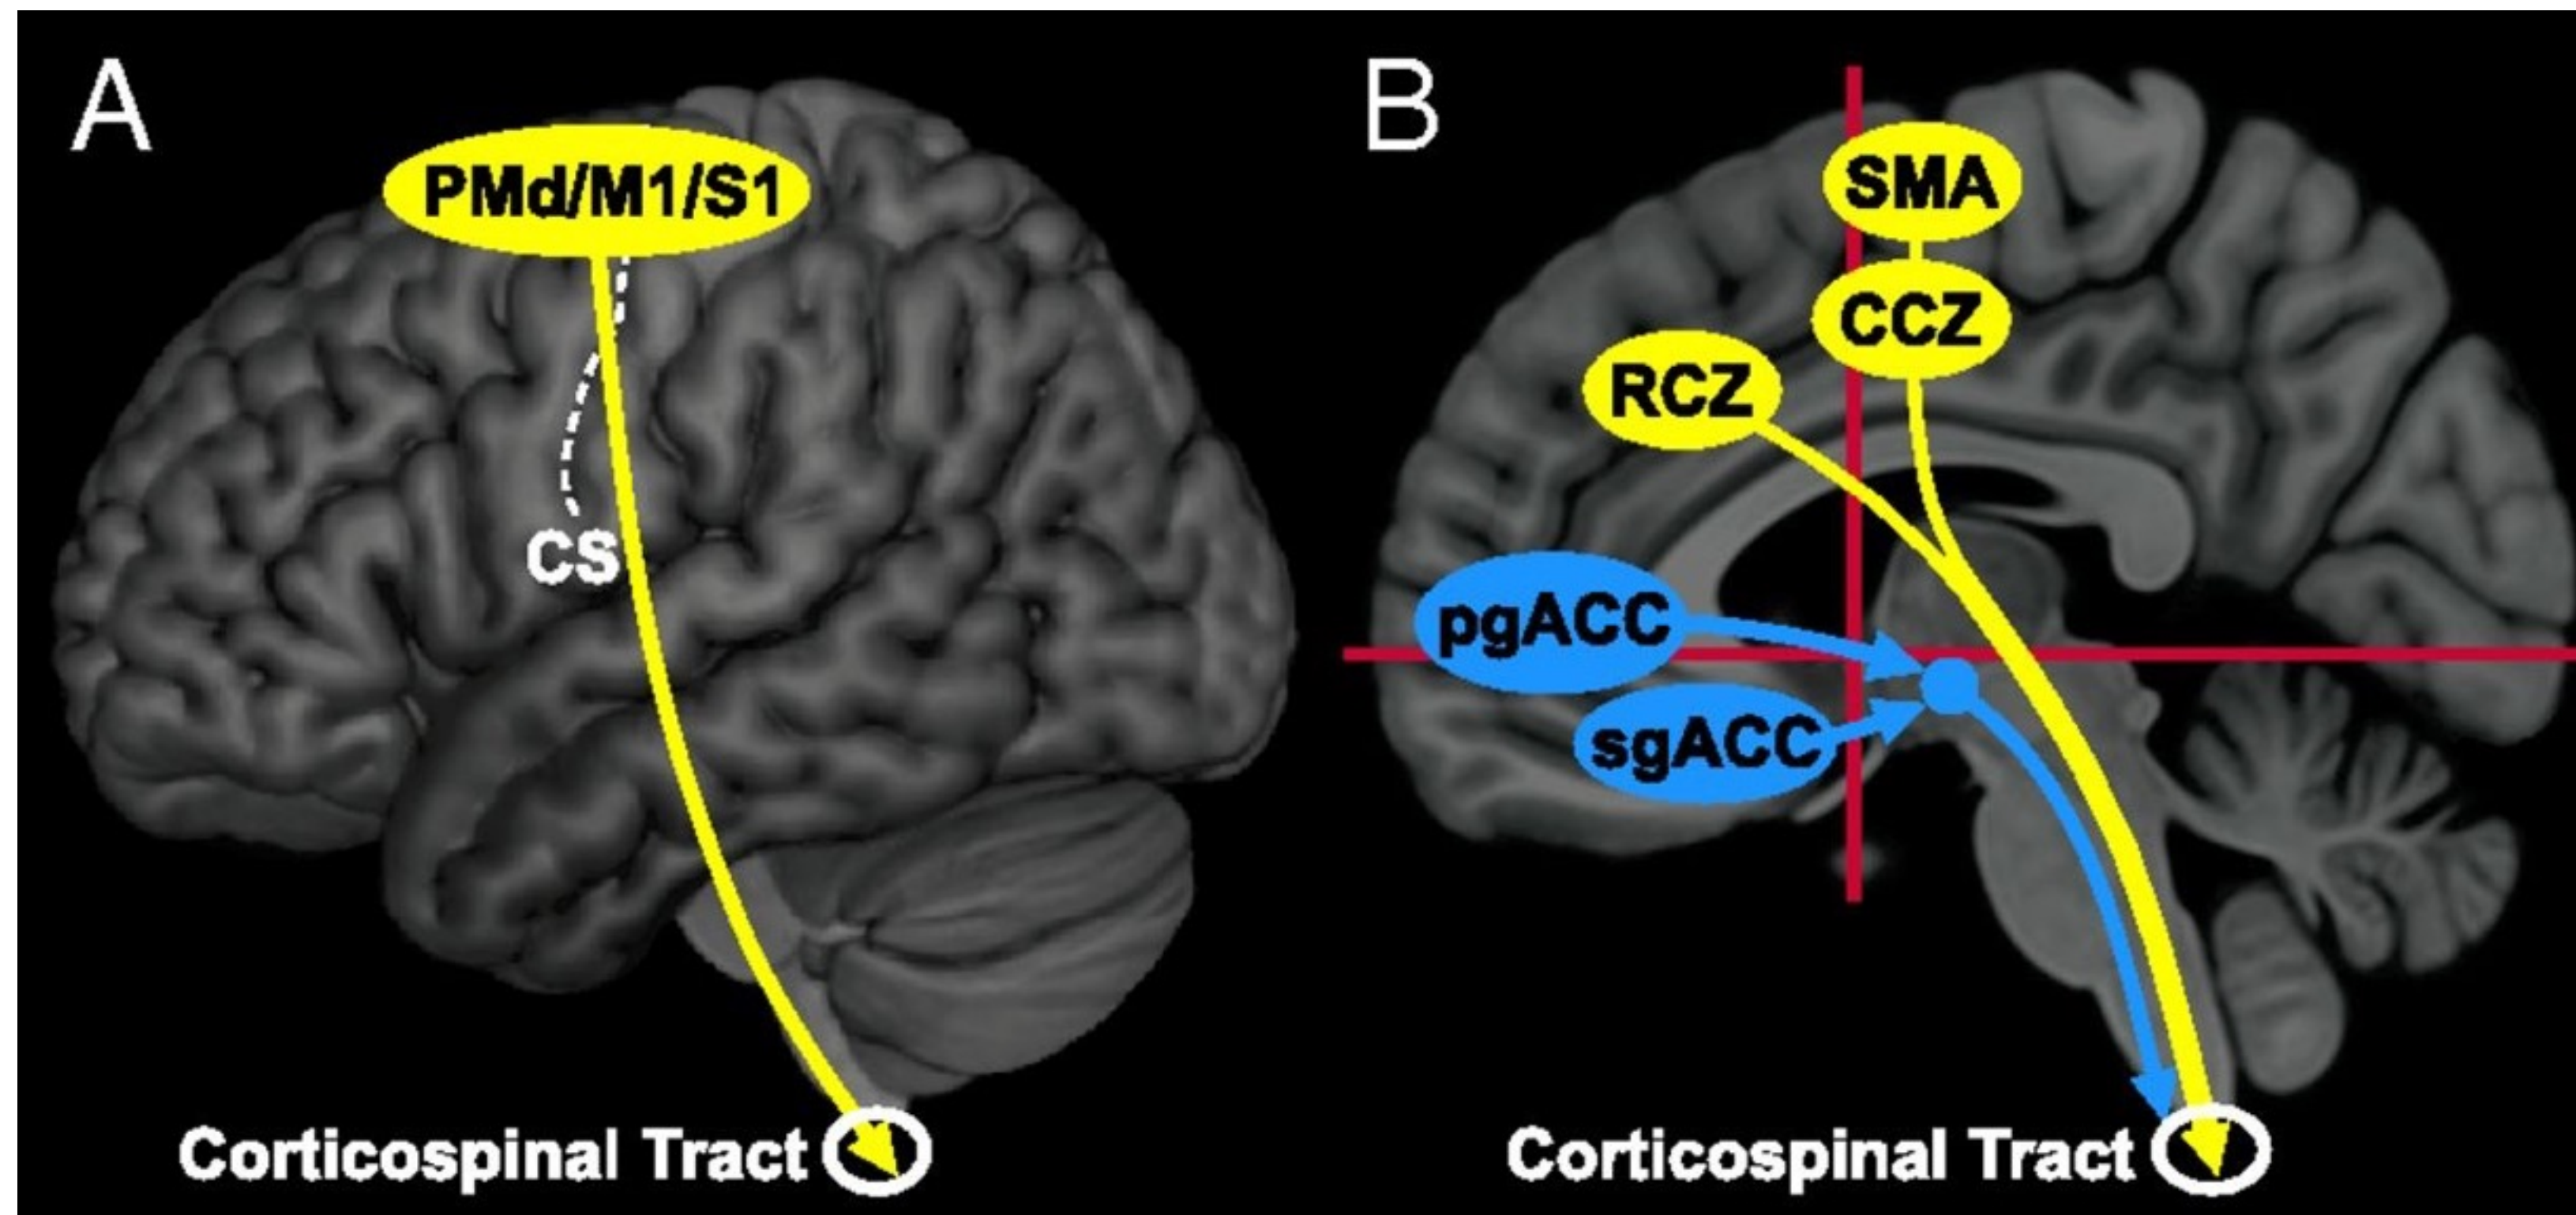 A
PMd/M1/S1
CS
Corticospinal Tract
B
SMA
CCZ
RCZ
pgACC
sgACC
Corticospinal Tract